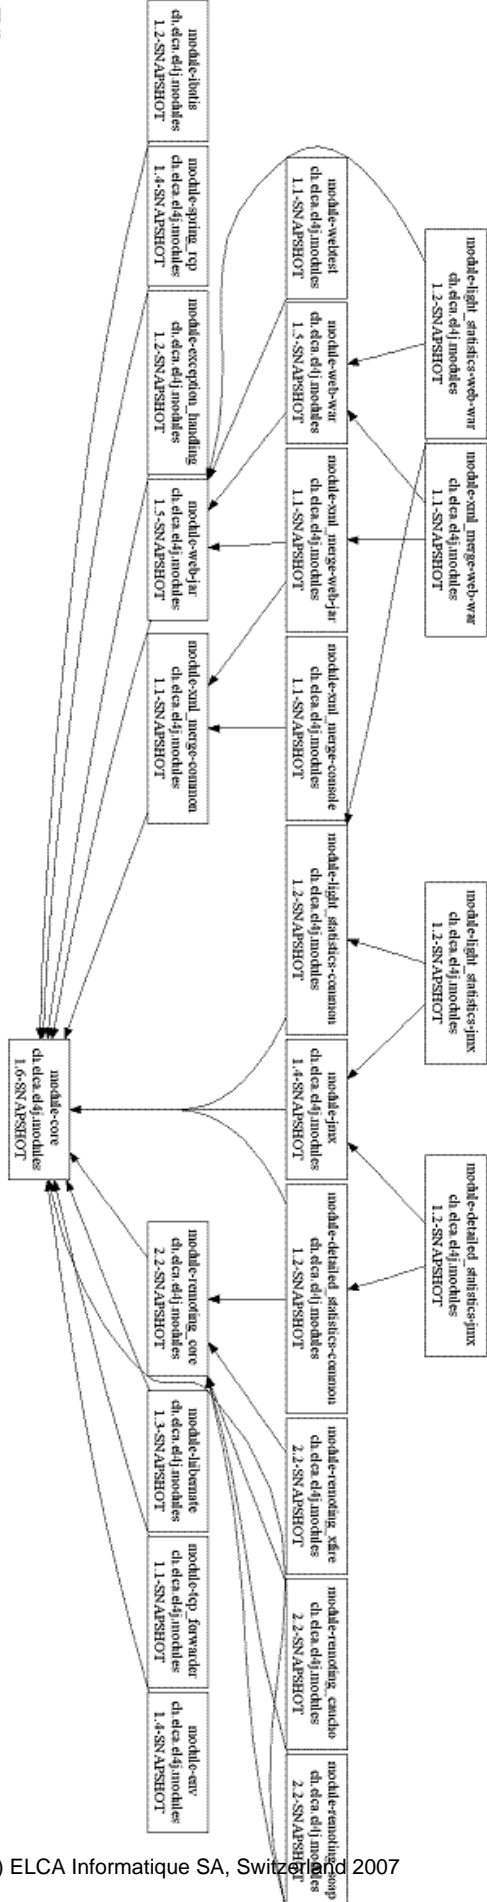 module-light_statistics-web-war
ch.elca.el4j.modules
1.2-SNAPSHOT
module-xml_merge-web-war
ch.elca.el4j.modules
1.1-SNAPSHOT
module-light_statistics-jmx
ch.elca.el4j.modules
1.2-SNAPSHOT
module-detailed_statistics-jmx
ch.elca.el4j.modules
1.2-SNAPSHOT
module-webtest
ch.elca.el4j.modules
1.1-SNAPSHOT
module-web-war
ch.elca.el4j.modules
module-xml_merge-web-jar
ch.elca.el4j.modules
1.1-SNAPSHOT
module-xml_merge-console
ch.elca.el4j.modules
1.1-SNAPSHOT
module-light_statistics-common
ch.elca.el4j.modules
1.2-SNAPSHOT
module-jmx
ch.elca.el4j.modules
1.4-SNAPSHOT
module-detailed_statistics-common
ch.elca.el4j.modules
1.2-SNAPSHOT
module-remoting_xfire
ch.elca.el4j.modules
2.2-SNAPSHOT
module-remoting_caucho
ch.elca.el4j.modules
2.2-SNAPSHOT
module-remoting_soap
ch.elca.el4j.modules
2.2-SNAPSHOT
module-ibatis
ch.elca.el4j.modules
1.2-SNAPSHOT
module-spring_rcp
ch.elca.el4j.modules
1.4-SNAPSHOT
module-exception_handling
ch.elca.el4j.modules
1.2-SNAPSHOT
module-web-jar
ch.elca.el4j.modules
module-xml_merge-common
ch.elca.el4j.modules
1.1-SNAPSHOT
module-remoting_core
ch.elca.el4j.modules
2.2-SNAPSHOT
module-hibernate
ch.elca.el4j.modules
1.3-SNAPSHOT
module-tcp_forwarder
ch.elca.el4j.modules
1.1-SNAPSHOT
module-env
ch.elca.el4j.modules
1.4-SNAPSHOT
module-core
ch.elca.el4j.modules
1.6-SNAPSHOT
) ELCA Informatique SA, Switzerland 2007